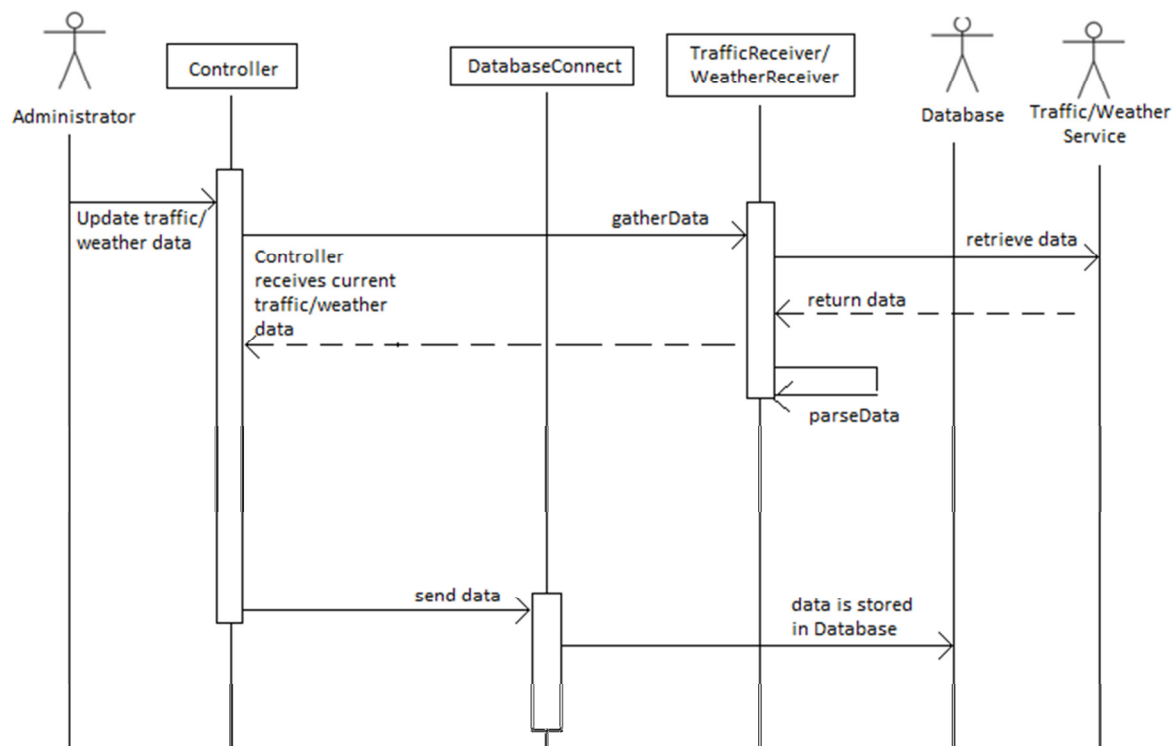 Administrator
Controller
DatabaseConnect
TrafficReceiver/
WeatherReceiver
Database
Traffic/Weather
Service
Update traffic/
weather data
gatherData
retrieve data
Controller
receives current
traffic/weather
data
return data
parseData
send data
data is stored
in Database